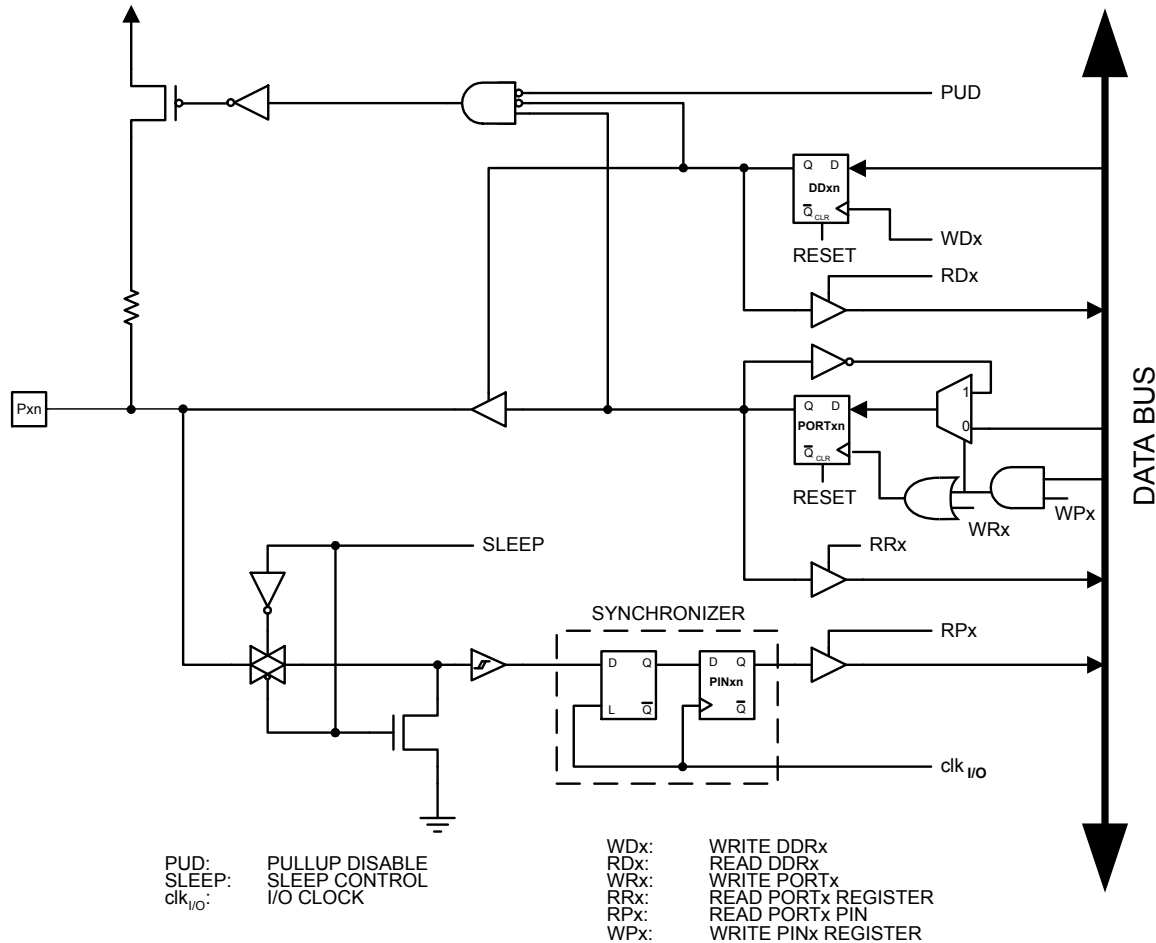 PUD
Q D
DDxn
Q CLR
WDx
RESET
RDx
Pxn
1
Q D
PORTxn
0
Q CLR
RESET
WRx
WPx
DATA BUS
SLEEP
RRx
SYNCHRONIZER
RPx
D Q
D Q
PINxn
L Q
Q
clk I/O
PUD: PULLUP DISABLE
SLEEP: SLEEP CONTROL
clkI/O: I/O CLOCK
WDx: WRITE DDRx
RDx: READ DDRx
WRx: WRITE PORTx
RRx: READ PORTx REGISTER
RPx: READ PORTx PIN
WPx: WRITE PINx REGISTER